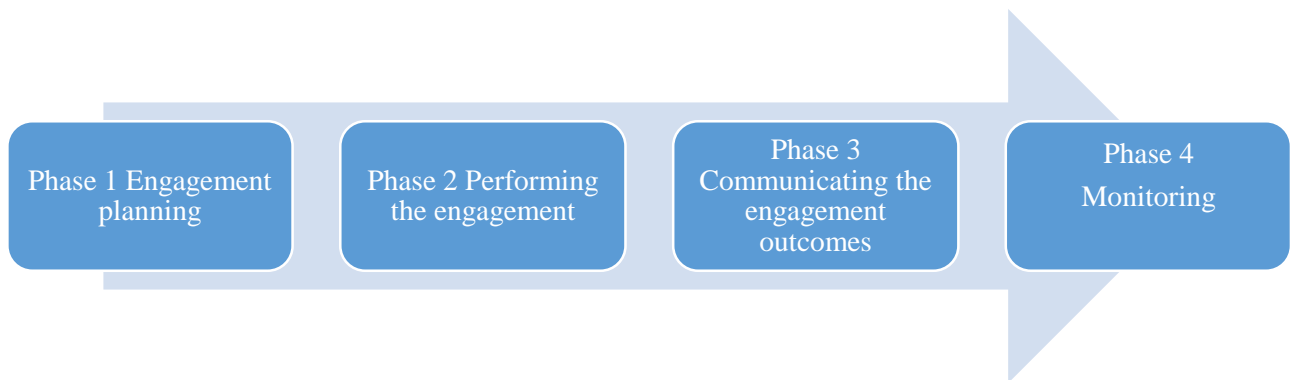 Phase 1 Engagement
planning
Phase 2 Performing
the engagement
Phase 3
Communicating the
engagement
outcomes
Phase 4
Monitoring